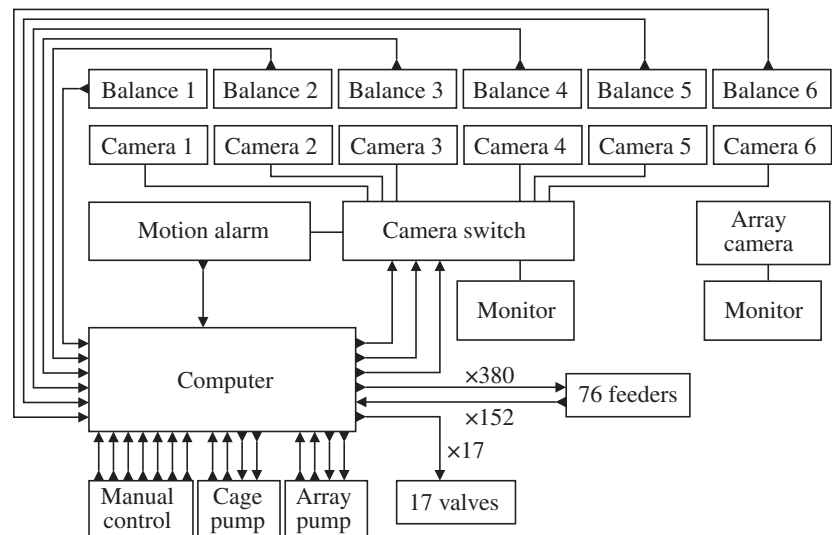 Balance 1
Balance 2
Balance 3
Balance 4
Balance 5
Balance 6
Camera 1
Camera 2
Camera 3
Camera 4
Camera 5
Camera 6
Motion alarm
Camera switch
Array
camera
Monitor
Monitor
Computer
×380
76 feeders
×152
×17
Manual
control
Cage
pump
Array
pump
17 valves